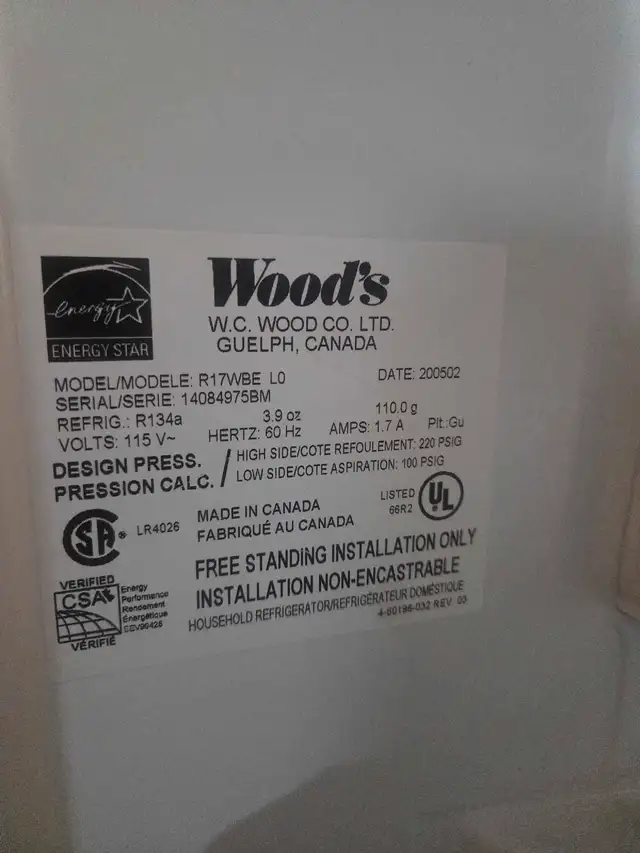 energy
ENERGY STAR
Wood's
W.C. WOOD CO. LTD.
GUELPH, CANADA
MODEL/MODELE: R17WBE L0 DATE: 200502
SERIAL/SERIE: 14084975BM
REFRIG.: R134a 3.9 oz 110.0 g
VOLTS: 115 V~ HERTZ: 60 Hz AMPS: 1.7 A Plt.:Gu
DESIGN PRESS. / HIGH SIDE/COTE REFOULEMENT: 220 PSIG
PRESSION CALC. / LOW SIDE/COTE ASPIRATION: 100 PSIG
CSA® LR4026
MADE IN CANADA
FABRIQUÉ AU CANADA
LISTED
66R2
UL
FREE STANDING INSTALLATION ONLY
INSTALLATION NON-ENCASTRABLE
HOUSEHOLD REFRIGERATOR/REFRIGÉRATEUR DOMESTIQUE
4-60196-032 REV 03
VERIFIED
CSA
VÉRIFIÉ
Energy
Performance
Rendement
Énergétique